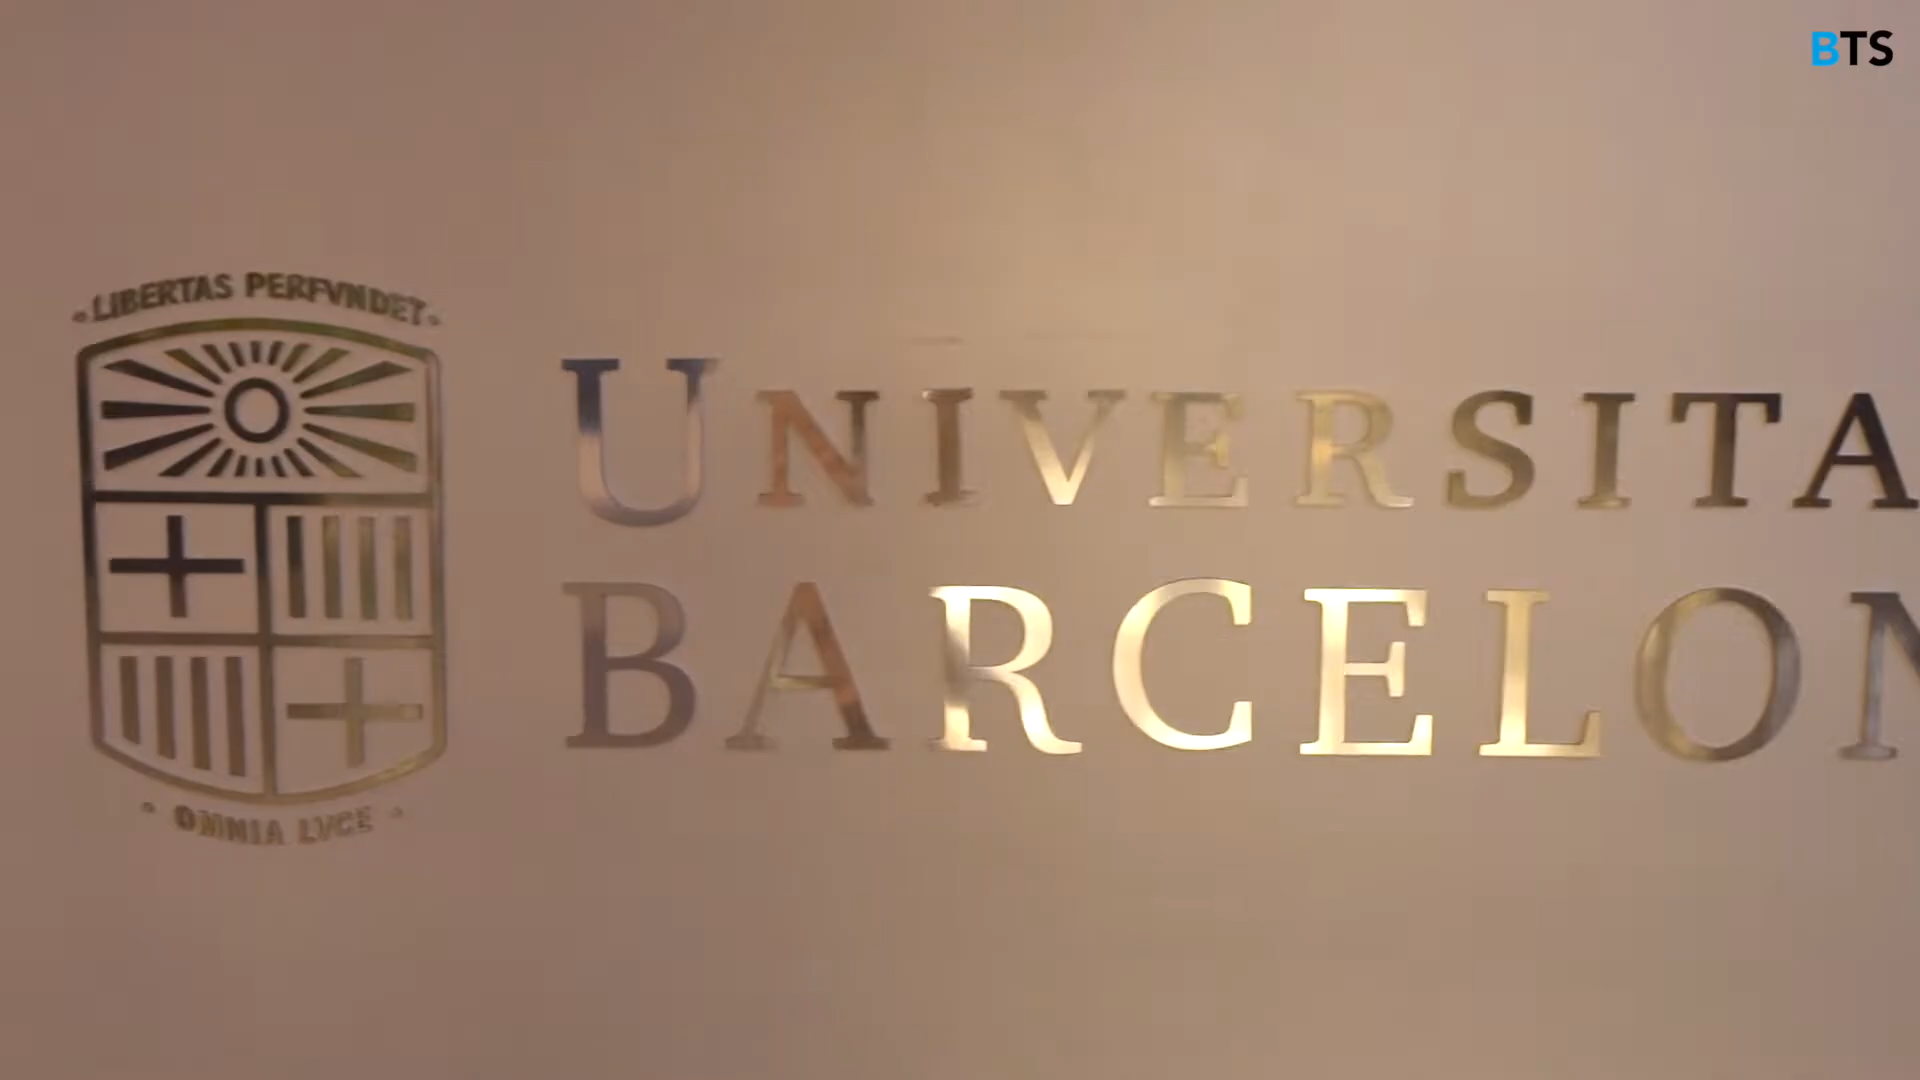 BTS
· LIBERTAS PERFVNDET ·
UNIVERSITA
BARCELON
· OMNIA LVCE ·